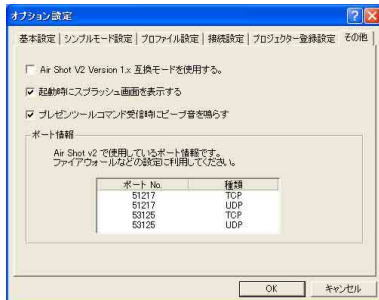 オプション設定
基本設定 シンプルモード設定 プロファイル設定 接続設定 プロジェクター登録設定 その他
Air Shot V2 Version 1.x 互換モードを使用する。
起動時にスプラッシュ画面を表示する
プレゼンツールコマンド受信時にビープ音を鳴らす
ポート情報
Air Shot v2 で使用しているポート情報です。
ファイアウォールなどの設定に利用してください。
ポート No. 種類
51217 TCP
51217 UDP
53125 TCP
53125 UDP
OK キャンセル